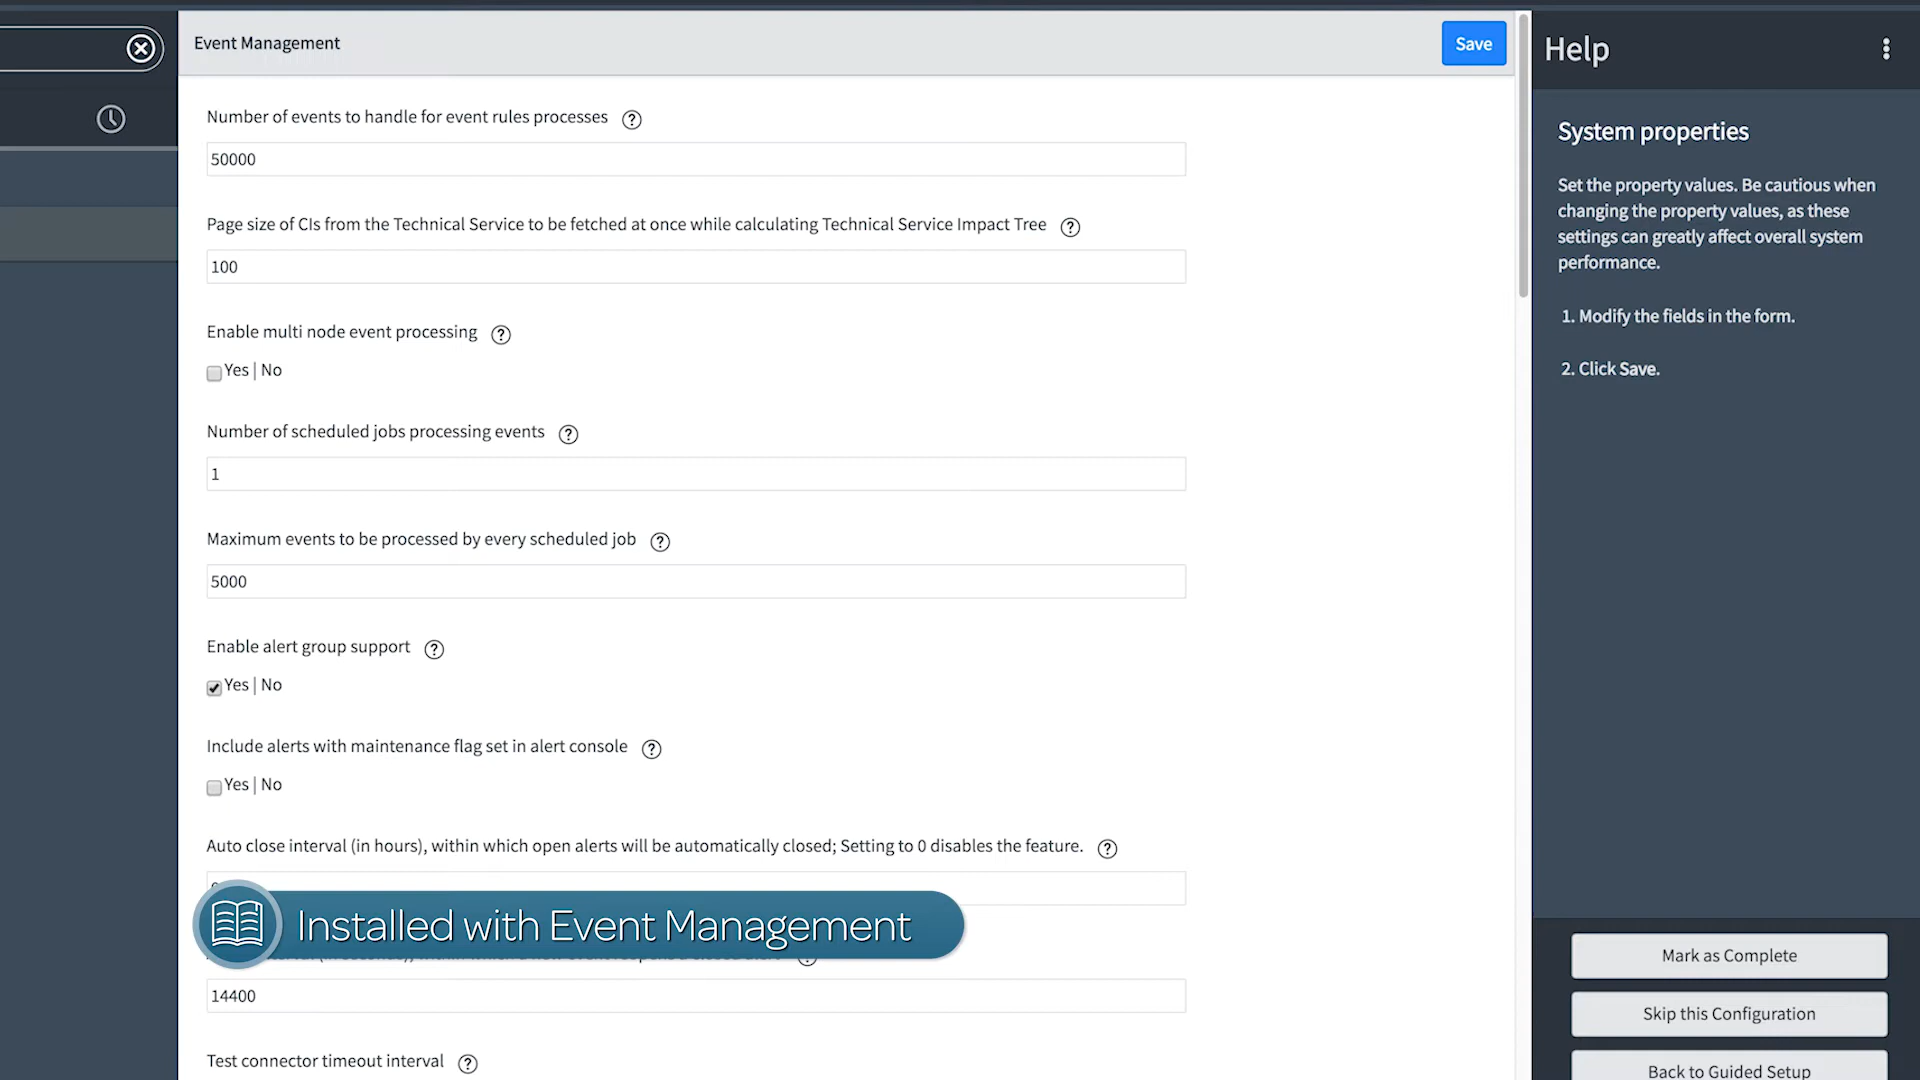 Event Management
Save
Number of events to handle for event rules processes
50000
Page size of CIs from the Technical Service to be fetched at once while calculating Technical Service Impact Tree
100
Enable multi node event processing
Yes | No
Number of scheduled jobs processing events
1
Maximum events to be processed by every scheduled job
5000
Enable alert group support
Yes | No
Include alerts with maintenance flag set in alert console
Yes | No
Auto close interval (in hours), within which open alerts will be automatically closed; Setting to 0 disables the feature.
Installed with Event Management
14400
Test connector timeout interval
Help
System properties
Set the property values. Be cautious when
changing the property values, as these
settings can greatly affect overall system
performance.
1. Modify the fields in the form.
2. Click Save.
Mark as Complete
Skip this Configuration
Back to Guided Setup